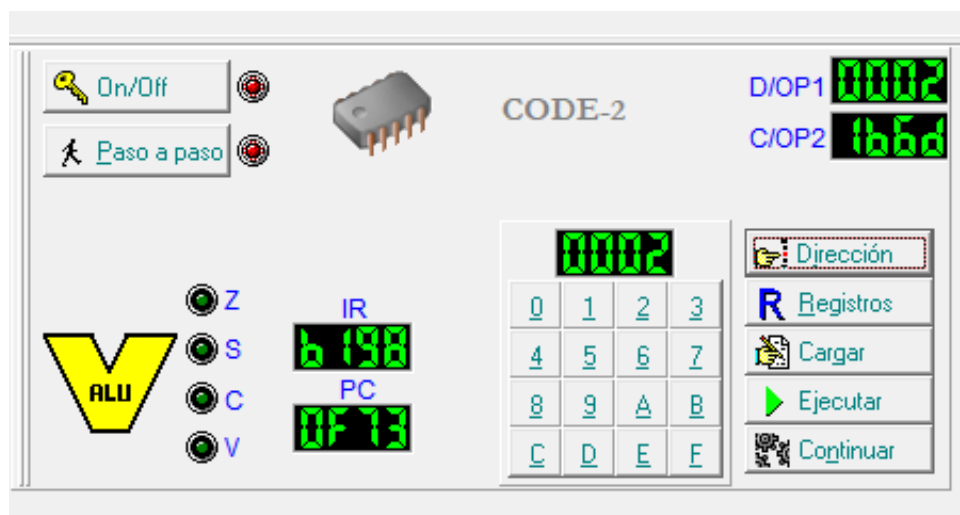 On/Off
CODE-2
D/OP1 0002
Paso a paso
C/OP2 1b6d
0002
Dirección
Z
IR
0 1 2 3
Registros
S
b198
4 5 6 7
Cargar
ALU
C
PC
8 9 A B
Ejecutar
V
0F73
C D E F
Continuar